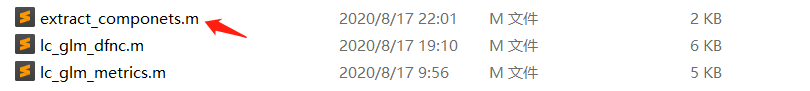 extract_componets.m 2020/8/17 22:01 M 文件 2 KB
lc_glm_dfnc.m 2020/8/17 19:10 M 文件 6 KB
lc_glm_metrics.m 2020/8/17 9:56 M 文件 5 KB